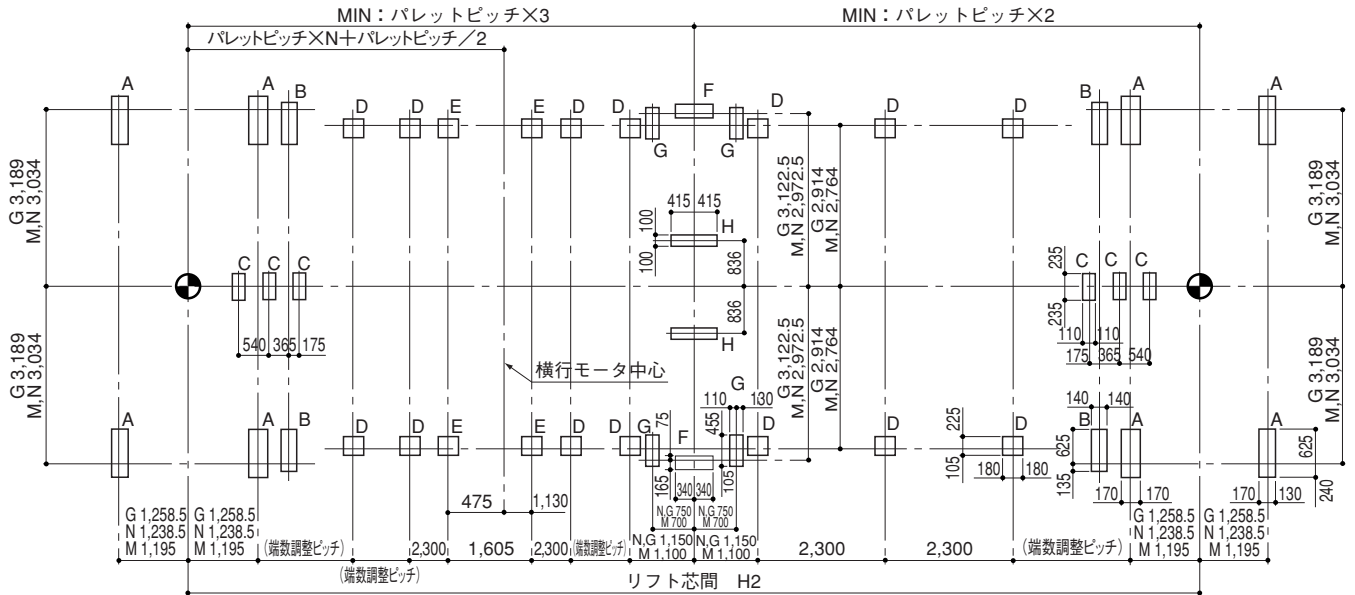 MIN：パレットピッチ×3
MIN：パレットピッチ×2
パレットピッチ×N＋パレットピッチ／2
A
A
B
D
D
E
E
D
D
F
D
G
G
D
D
B
A
A
G 3,189
M,N 3,034
G 3,122.5
M,N 2,972.5
G 2,914
M,N 2,764
G 3,189
M,N 3,034
415
415
100
100
H
836
836
H
C
C
C
540
365
175
C
C
C
235
235
110
110
175
365
540
横行モータ中心
G 3,189
M,N 3,034
G 3,122.5
M,N 2,972.5
G 2,914
M,N 2,764
G 3,189
M,N 3,034
A
A
B
D
D
E
E
D
D
G
F
G
D
D
D
B
A
A
110
130
75
455
165
105
340
340
225
105
180
180
140
140
625
135
170
170
625
240
170
130
475
1,130
N,G 750
M 700
N,G 750
M 700
G 1,258.5
N 1,238.5
M 1,195
G 1,258.5
N 1,238.5
M 1,195
(端数調整ピッチ)
(端数調整ピッチ)
2,300
1,605
2,300
(端数調整ピッチ)
N,G 1,150
M 1,100
N,G 1,150
M 1,100
2,300
2,300
(端数調整ピッチ)
G 1,258.5
N 1,238.5
M 1,195
G 1,258.5
N 1,238.5
M 1,195
リフト芯間 H2